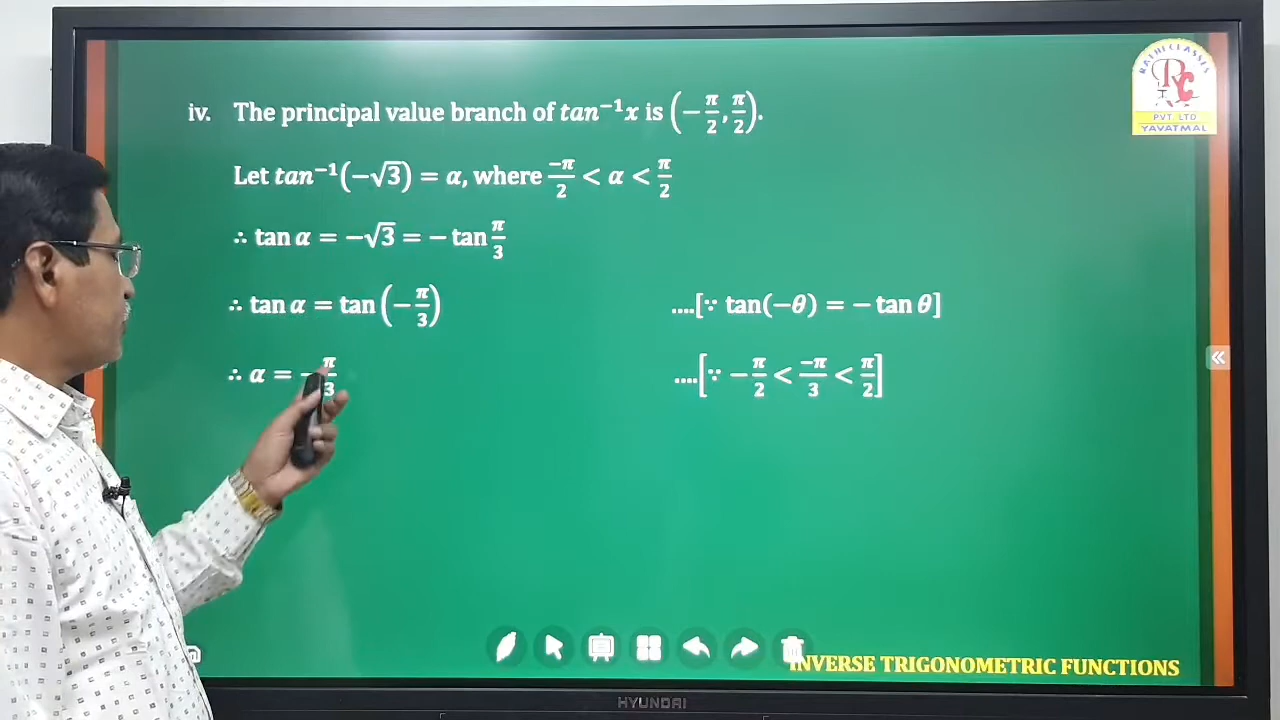 RATHI CLASSES
RC
PVT. LTD
YAVATMAL
iv. The principal value branch of tan⁻¹x is (−π/2, π/2).
Let tan⁻¹(−√3) = α, where −π/2 < α < π/2
∴ tan α = −√3 = − tan π/3
∴ tan α = tan (−π/3) ....[∵ tan(−θ) = − tan θ]
∴ α = −π/3 ....[∵ −π/2 < −π/3 < π/2]
INVERSE TRIGONOMETRIC FUNCTIONS
HYUNDAI